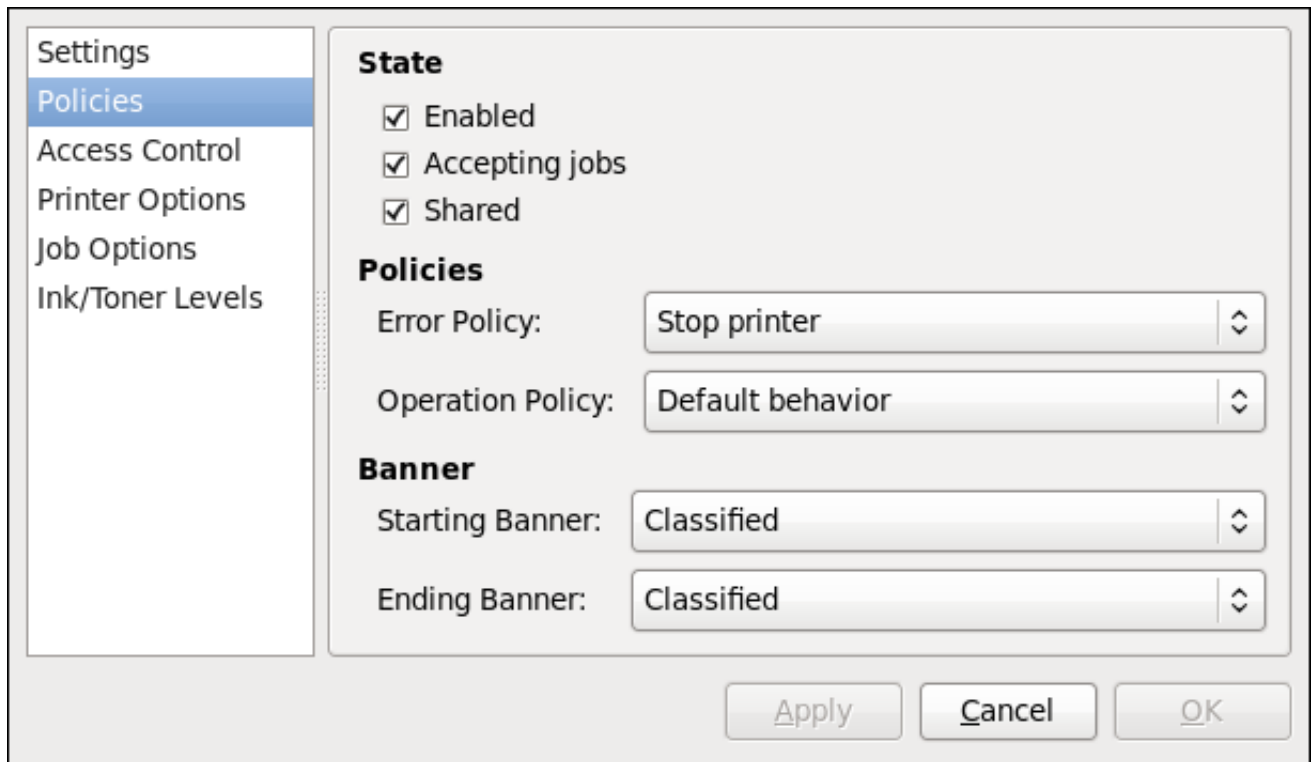 Settings
Policies
Access Control
Printer Options
Job Options
Ink/Toner Levels
State
Enabled
Accepting jobs
Shared
Policies
Error Policy: Stop printer
Operation Policy: Default behavior
Banner
Starting Banner: Classified
Ending Banner: Classified
Apply Cancel OK